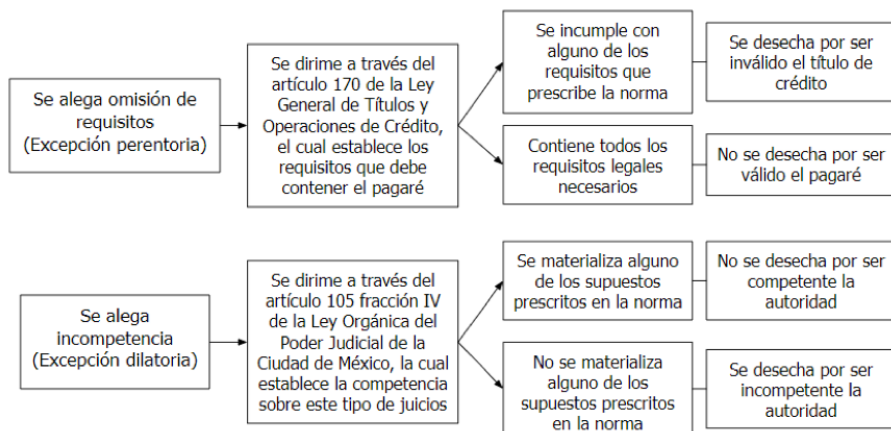 Se alega omisión de
requisitos
(Excepción perentoria)
Se dirime a través del
artículo 170 de la Ley
General de Títulos y
Operaciones de Crédito,
el cual establece los
requisitos que debe
contener el pagaré
Se incumple con
alguno de los
requisitos que
prescribe la norma
Se desecha por ser
inválido el título de
crédito
Contiene todos los
requisitos legales
necesarios
No se desecha por ser
válido el pagaré
Se alega
incompetencia
(Excepción dilatoria)
Se dirime a través del
artículo 105 fracción IV
de la Ley Orgánica del
Poder Judicial de la
Ciudad de México, la cual
establece la competencia
sobre este tipo de juicios
Se materializa alguno
de los supuestos
prescritos en la norma
No se desecha por ser
competente la
autoridad
No se materializa
alguno de los
supuestos prescritos
en la norma
Se desecha por ser
incompetente la
autoridad